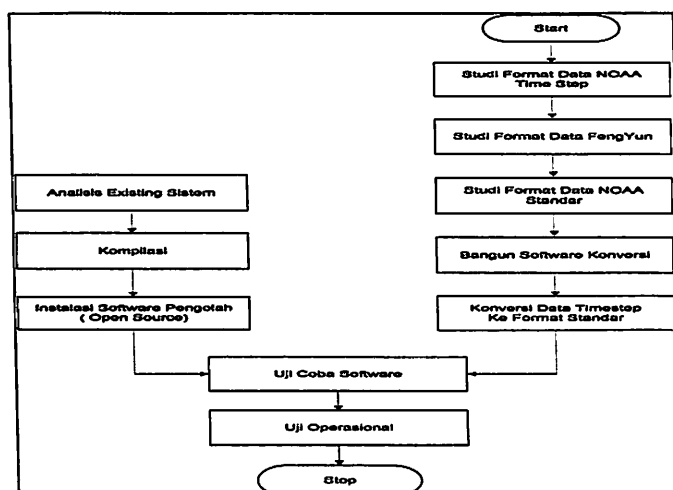 Start
Studi Format Data NOAA
Time Step
Studi Format Data FengYun
Studi Format Data NOAA
Standar
Bangun Software Konversi
Konversi Data Timestep
Ke Format Standar
Analisis Existing Sistem
Kompilasi
Instalasi Software Pengolah
( Open Source)
Uji Coba Software
Uji Operasional
Stop